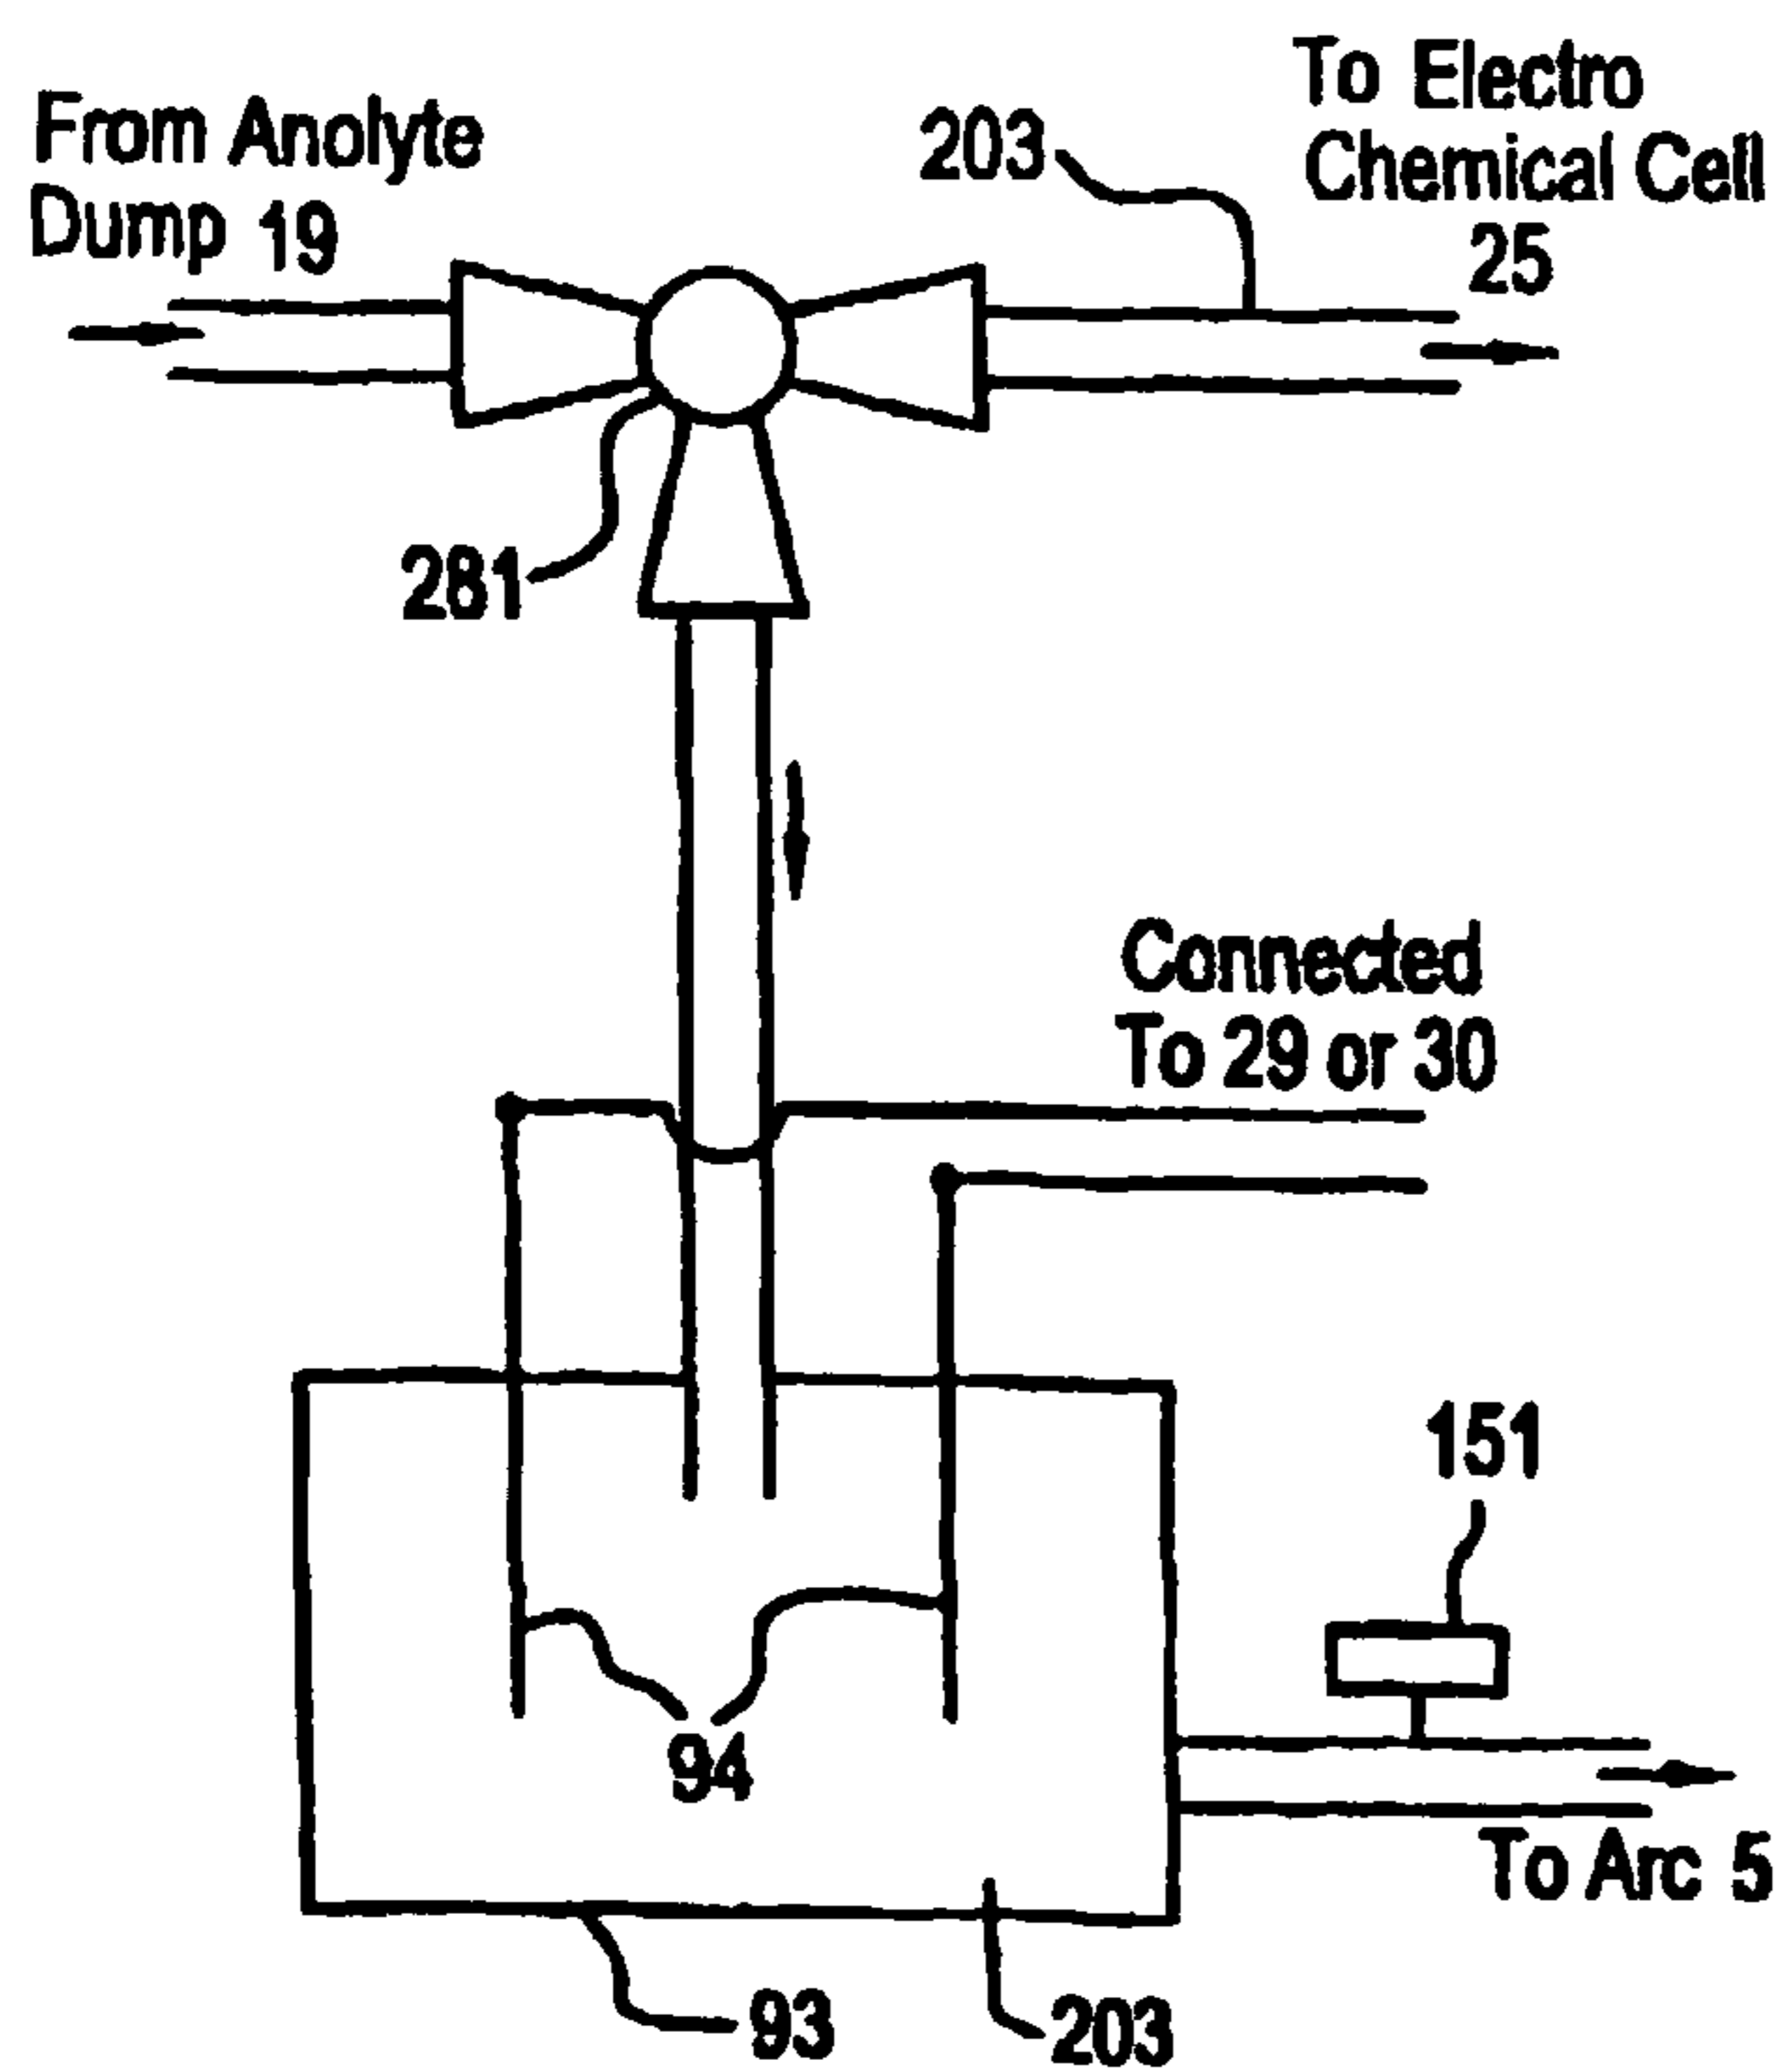 From Anolyte
Dump 19
203
To Electro
Chemical Cell
25
281
Connected
To 29 or 30
151
94
To Arc 5
93
203